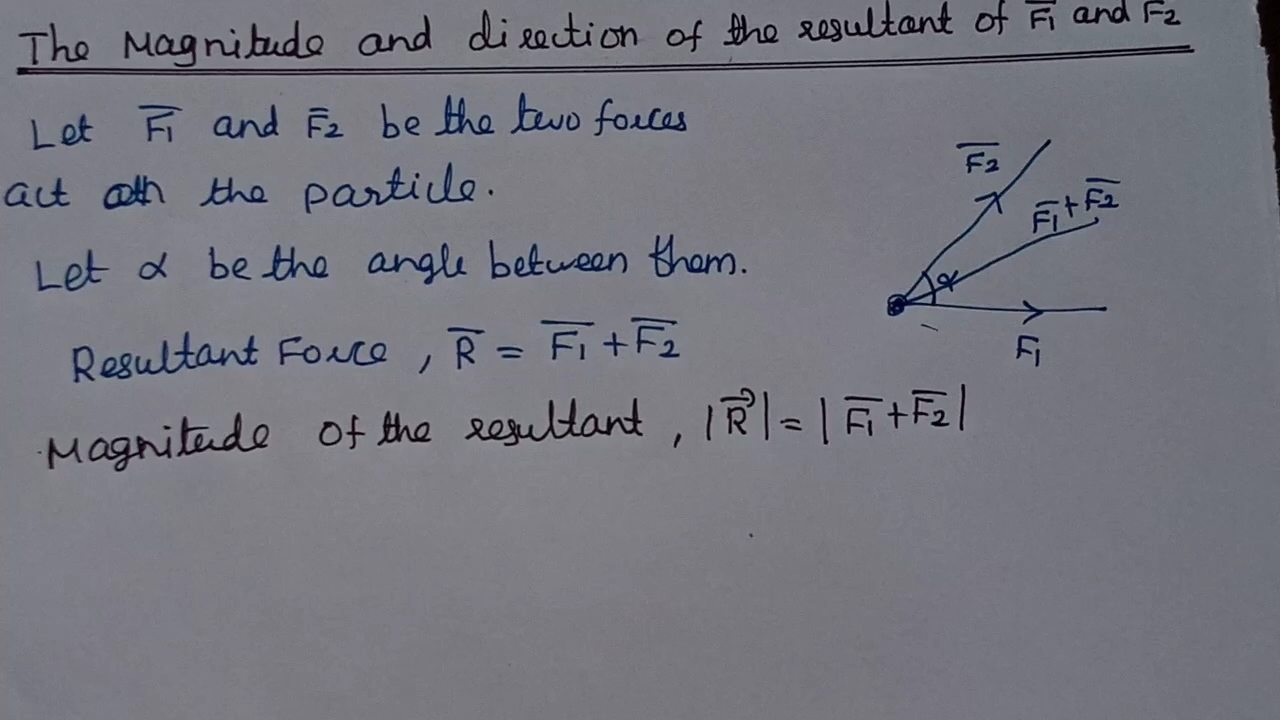 The Magnitude and direction of the resultant of F̅₁ and F₂
Let F̅₁ and F̅₂ be the two forces
act on the particle.
Let α be the angle between them.
Resultant Force, R̅ = F̅₁ + F̅₂
Magnitude of the resultant, |R⃗| = | F̅₁ + F̅₂ |
F̅₂
F̅₁ + F̅₂
α
F₁